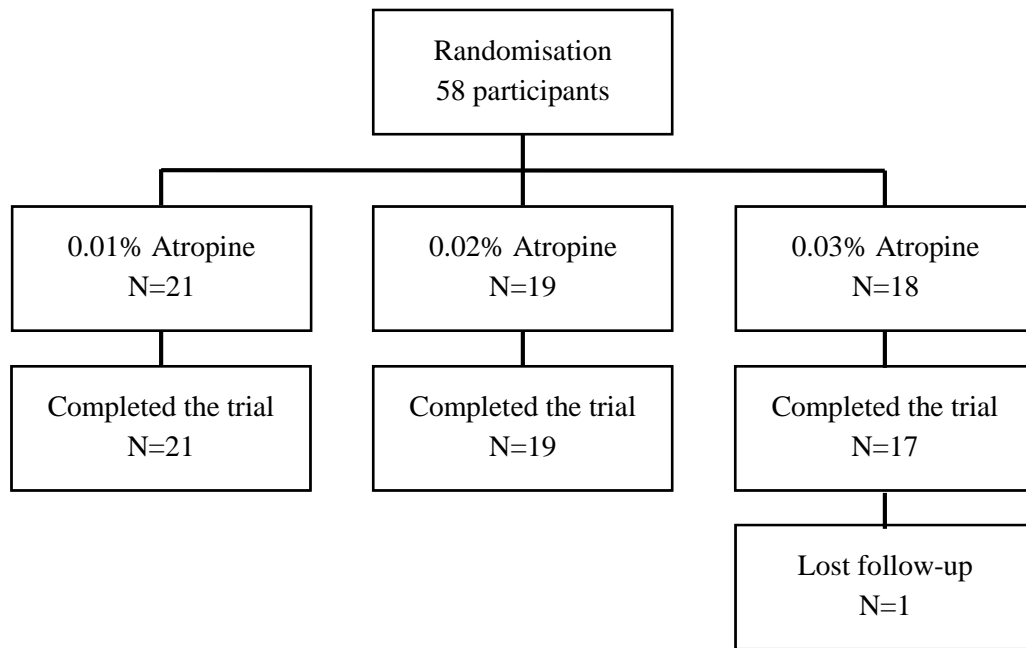 Randomisation
58 participants
0.01% Atropine
N=21
0.02% Atropine
N=19
0.03% Atropine
N=18
Completed the trial
N=21
Completed the trial
N=19
Completed the trial
N=17
Lost follow-up
N=1